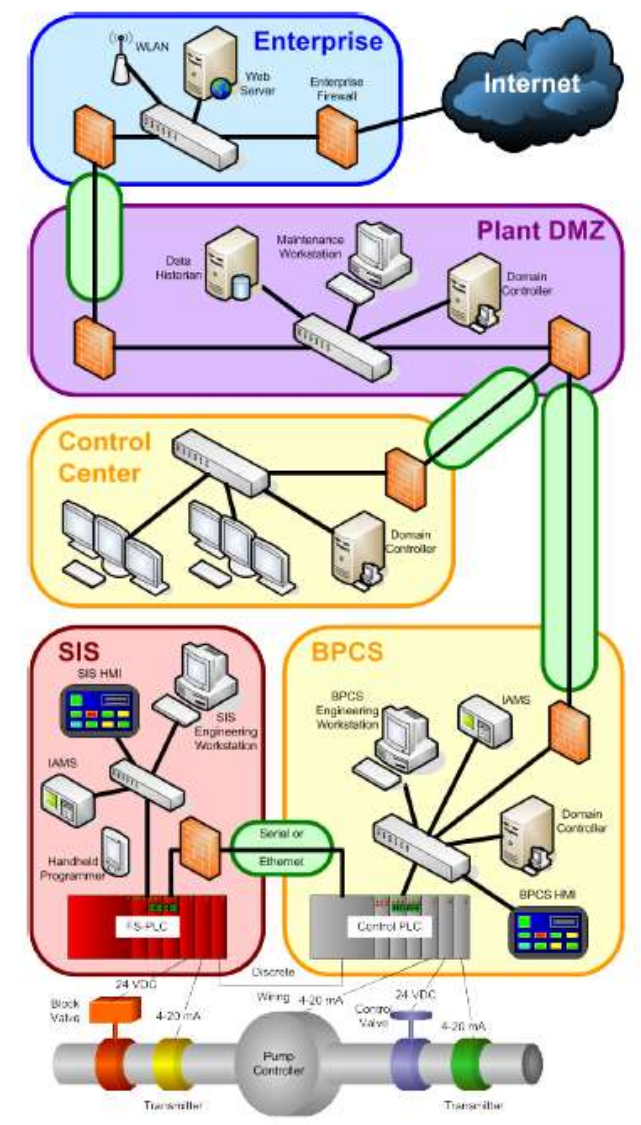 Enterprise
WLAN
Web
Server
Enterprise
Firewall
Internet
Plant DMZ
Data
Historian
Maintenance
Workstation
Domain
Controller
Control
Center
Domain
Controller
SIS
SIS HMI
SIS
Engineering
Workstation
IAMS
Handheld
Programmer
FS-PLC
Serial or
Ethernet
BPCS
BPCS
Engineering
Workstation
IAMS
Domain
Controller
BPCS HMI
Control PLC
Discrete
Wiring
24 VDC
4-20 mA
4-20 mA
24 VDC
4-20 mA
Block
Valve
Control
Valve
Pump
Controller
Transmitter
Transmitter